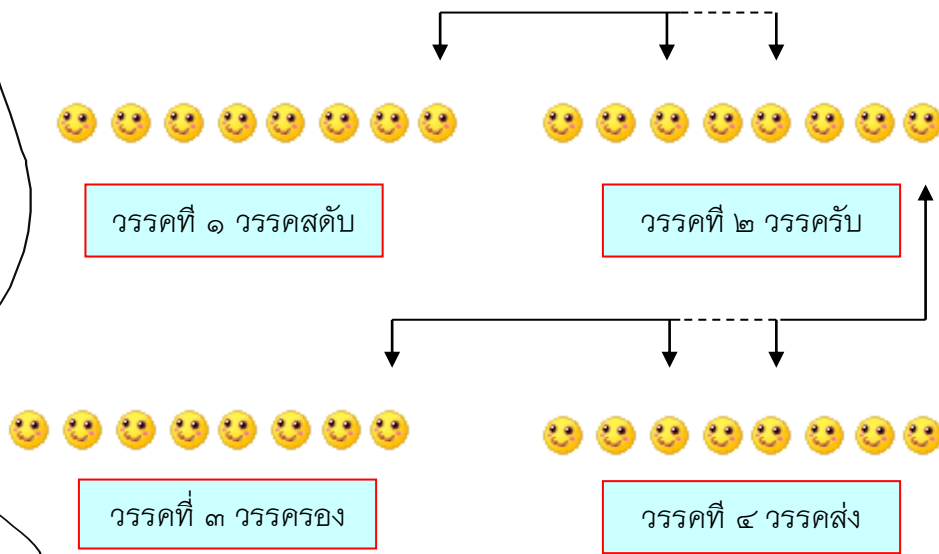 วรรคที่ ๑ วรรคสดับ
วรรคที่ ๒ วรรครับ
วรรคที่ ๓ วรรครอง
วรรคที่ ๔ วรรคส่ง